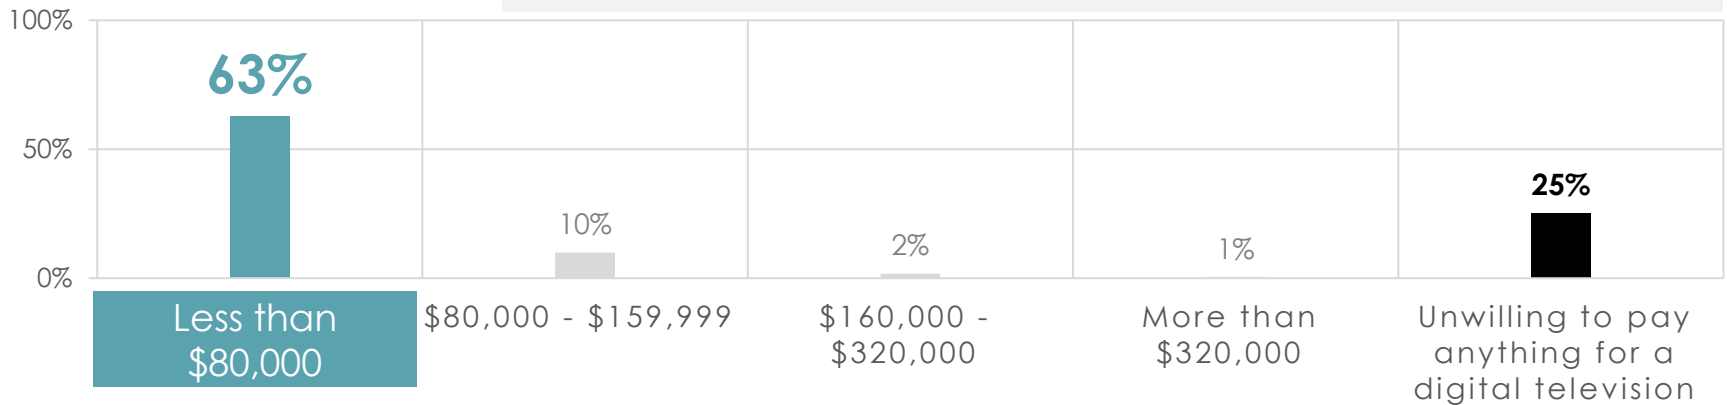 100%
63%
50%
25%
10%
2%
1%
0%
Less than
$80,000
$80,000 - $159,999
$160,000 -
$320,000
More than
$320,000
Unwilling to pay
anything for a
digital television